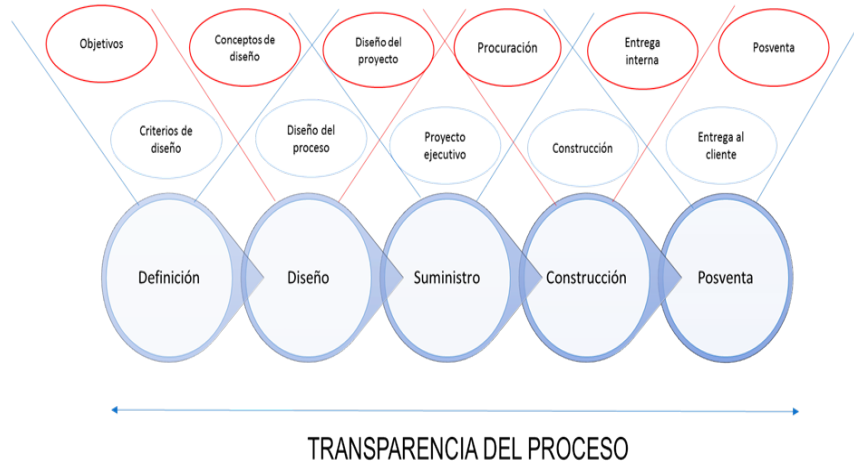 Objetivos
Conceptos de
diseño
Diseño del
proyecto
Procuración
Entrega
interna
Posventa
Criterios de
diseño
Diseño del
proceso
Proyecto
ejecutivo
Construcción
Entrega al
cliente
Definición
Diseño
Suministro
Construcción
Posventa
TRANSPARENCIA DEL PROCESO